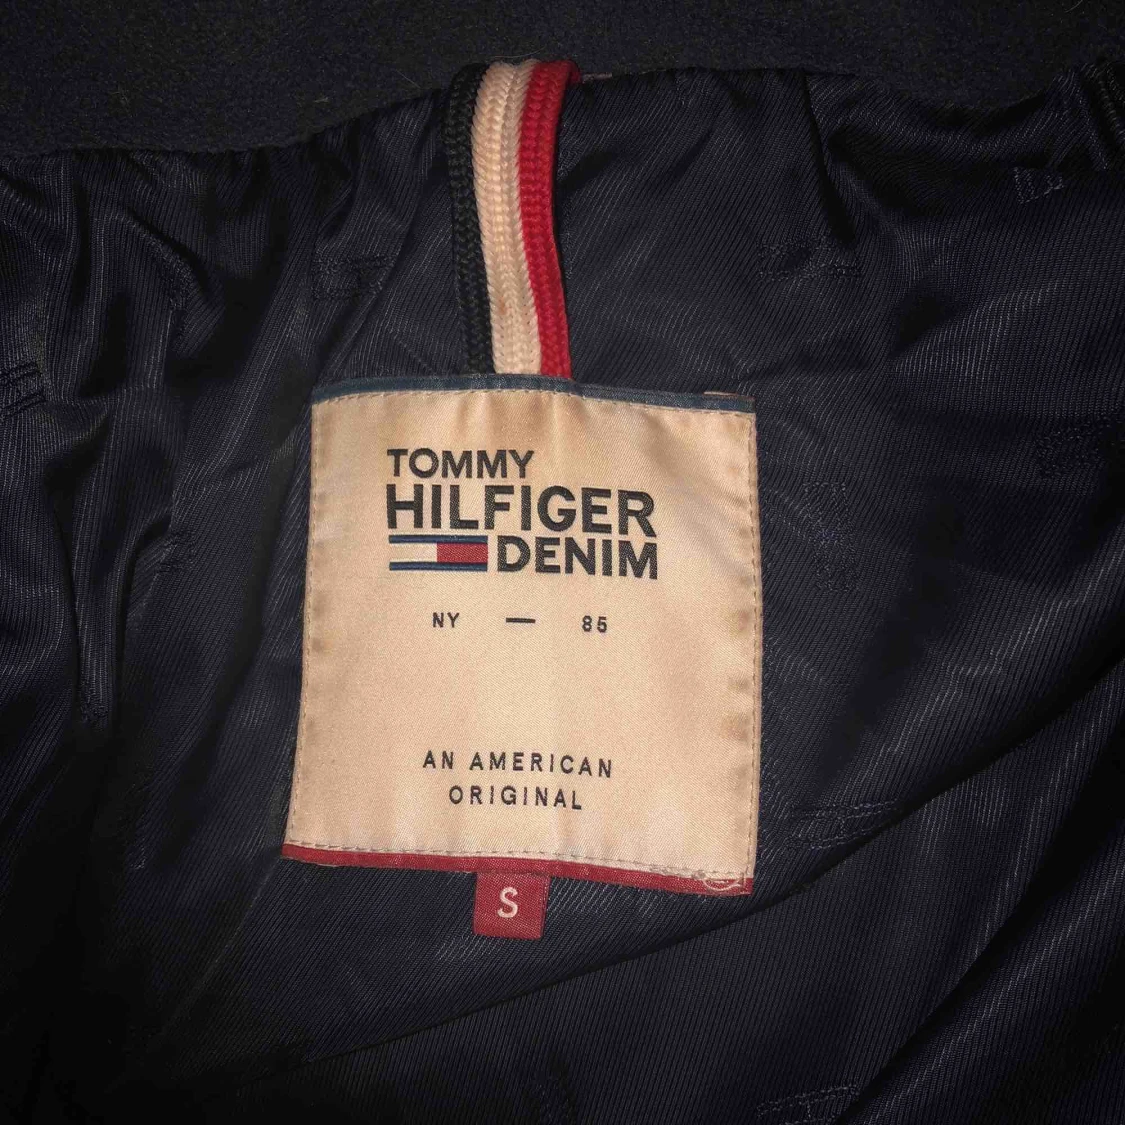 TOMMY
HILFIGER
DENIM
NY — 85
AN AMERICAN
ORIGINAL
S